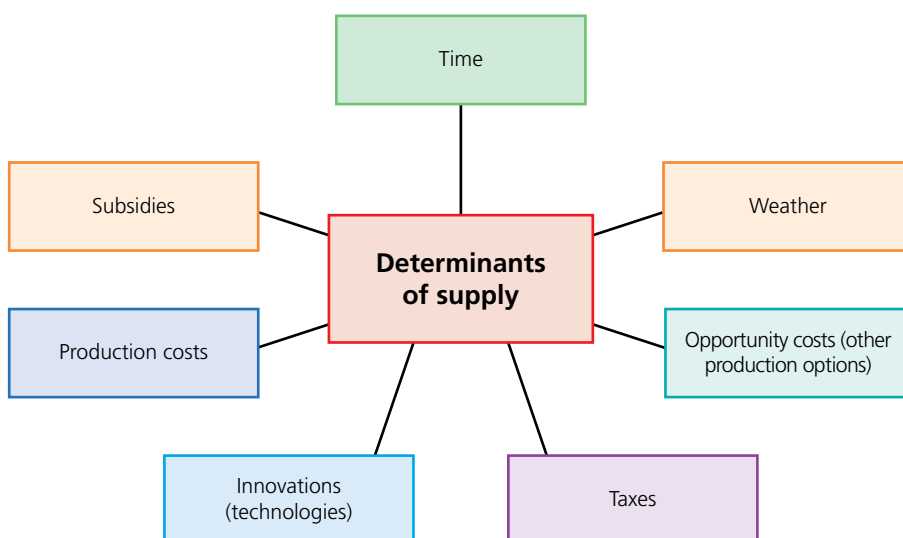 Time
Subsidies
Weather
Determinants
of supply
Production costs
Opportunity costs (other
production options)
Innovations
(technologies)
Taxes